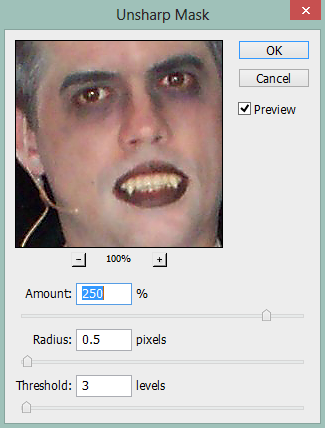 Unsharp Mask
OK
Cancel
Preview
100%
Amount: 250 %
Radius: 0.5 pixels
Threshold: 3 levels